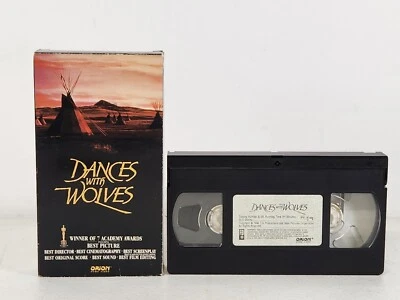 DANCES
WITH
WOLVES
WINNER OF 7 ACADEMY AWARDS
BEST PICTURE
BEST DIRECTOR · BEST CINEMATOGRAPHY · BEST SCREENPLAY
BEST ORIGINAL SCORE · BEST SOUND · BEST FILM EDITING
ORION
DANCES WITH WOLVES
ORION